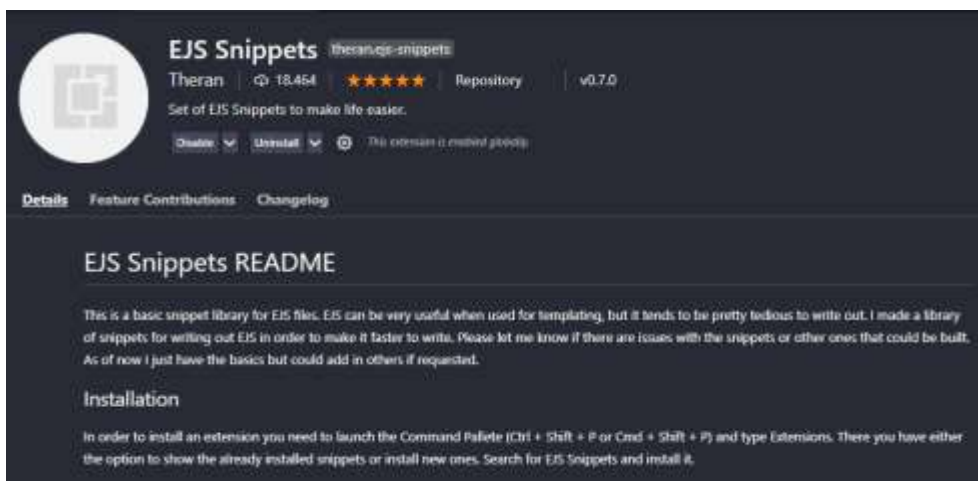 EJS Snippets theran.ejs-snippets
Theran 18.464 Repository v0.7.0
Set of EJS Snippets to make life easier.
Disable Uninstall This extension is enabled globally.
Details Feature Contributions Changelog
EJS Snippets README
This is a basic snippet library for EJS files. EJS can be very useful when used for templating, but it tends to be pretty tedious to write out. I made a library
of snippets for writing out EJS in order to make it faster to write. Please let me know if there are issues with the snippets or other ones that could be built.
As of now I just have the basics but could add in others if requested.
Installation
In order to install an extension you need to launch the Command Pallete (Ctrl + Shift + P or Cmd + Shift + P) and type Extensions. There you have either
the option to show the already installed snippets or install new ones. Search for EJS Snippets and install it.